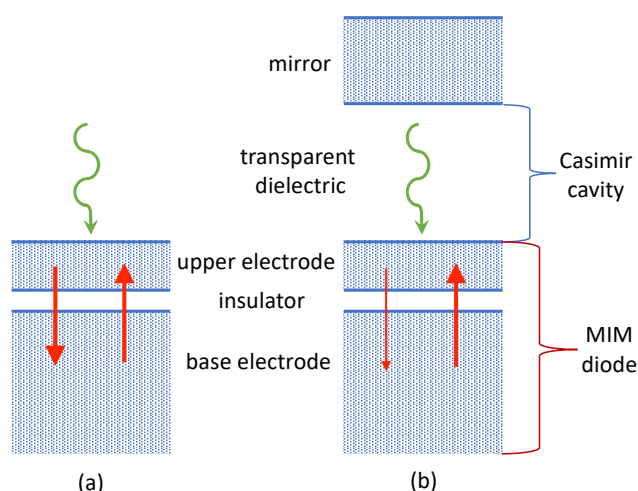 mirror
transparent
dielectric
Casimir
cavity
upper electrode
insulator
base electrode
MIM
diode
(a)
(b)